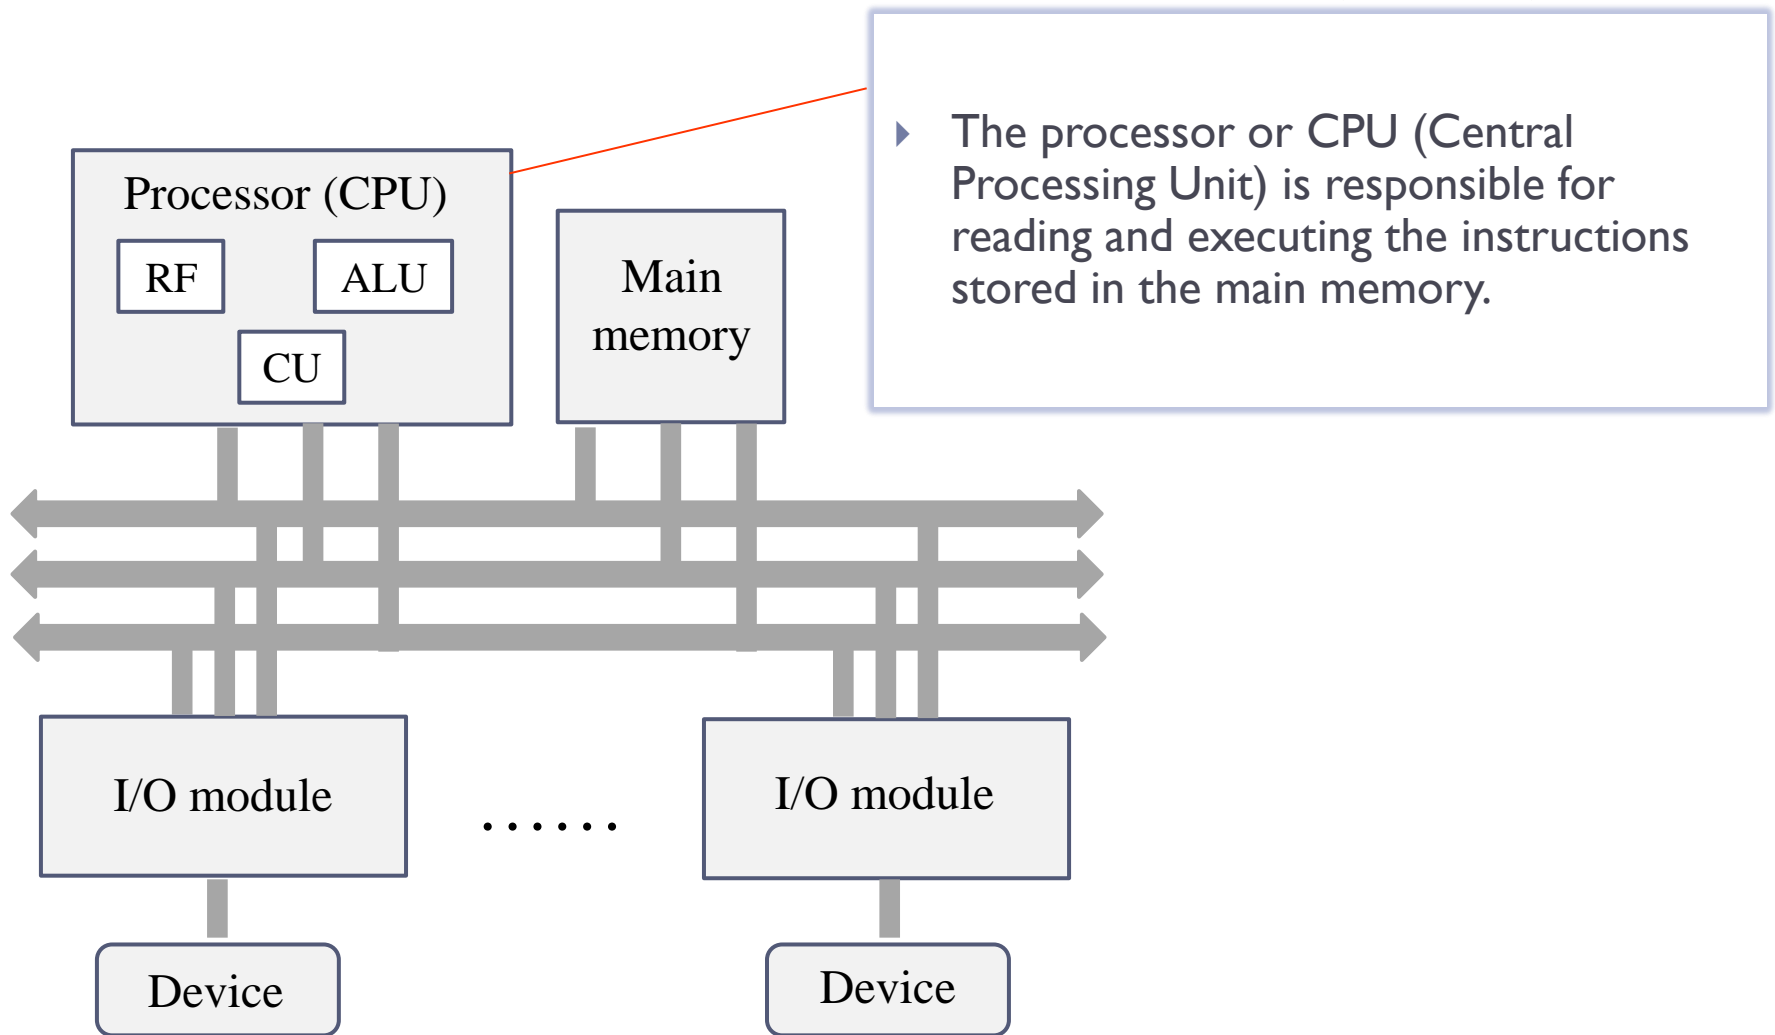 Processor (CPU)
RF
ALU
CU
Main
memory
The processor or CPU (Central
Processing Unit) is responsible for
reading and executing the instructions
stored in the main memory.
I/O module
......
I/O module
Device
Device